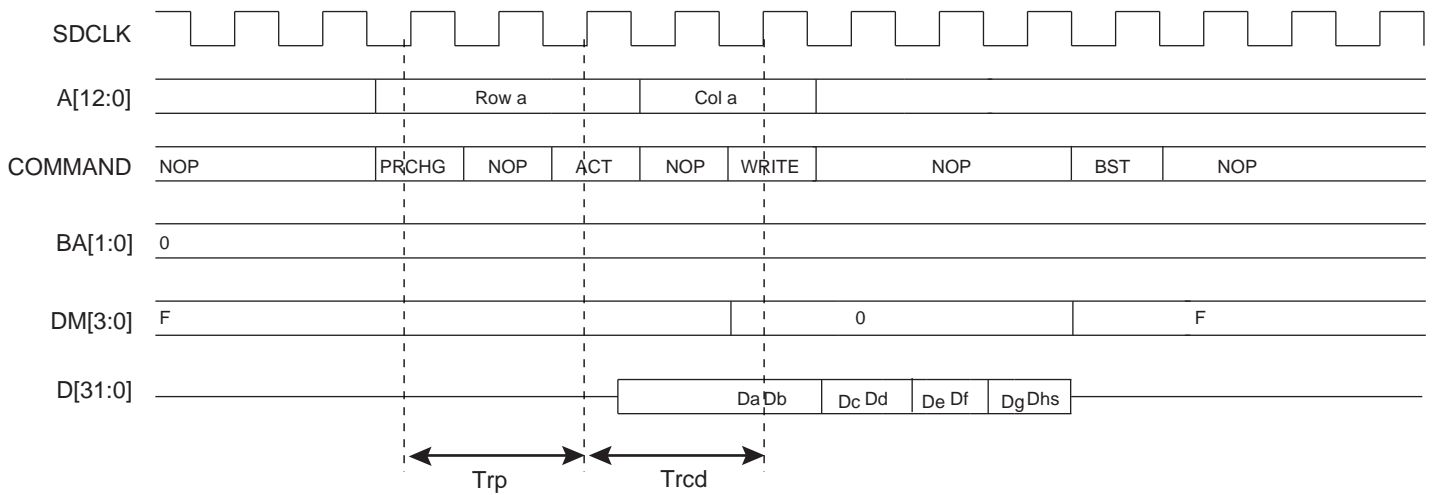 SDCLK
A[12:0] Row a Col a
COMMAND NOP PRCHG NOP ACT NOP WRITE NOP BST NOP
BA[1:0] 0
DM[3:0] F 0 F
D[31:0] Da Db Dc Dd De Df Dg Dhs
Trp Trcd